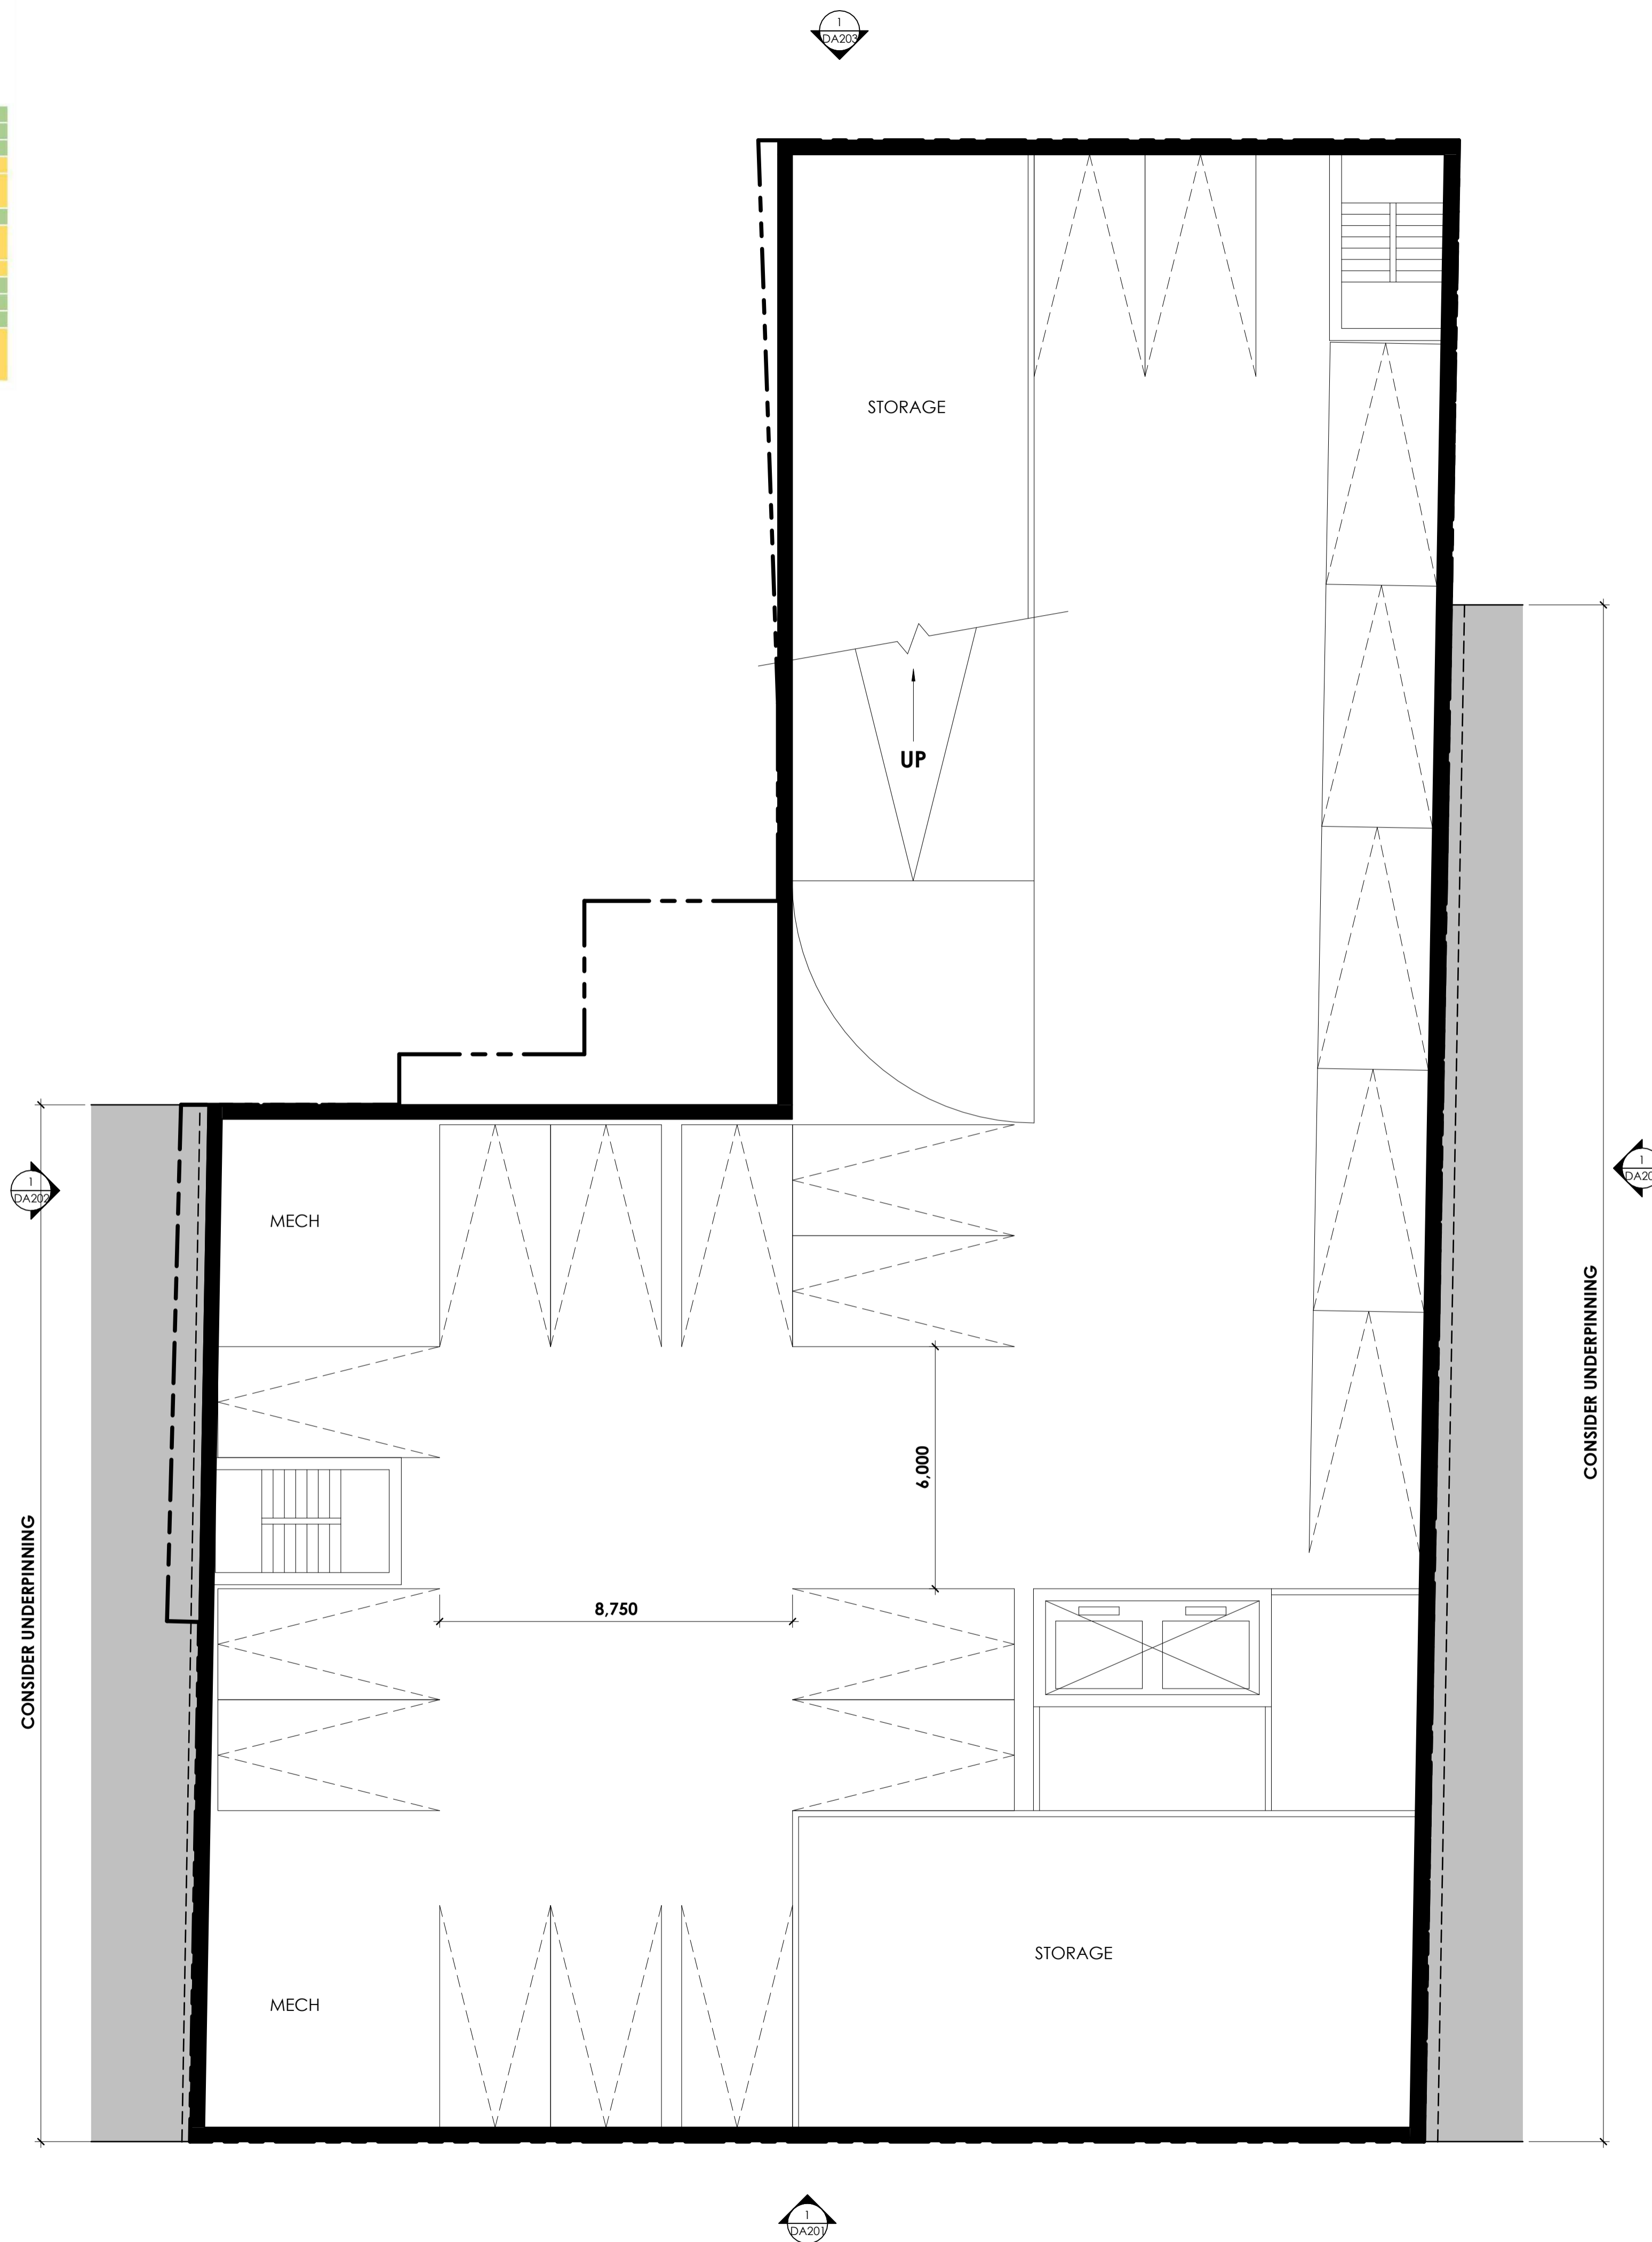 1
DA203
STORAGE
UP
MECH
1
DA202
1
CONSIDER UNDERPINNING
6,000
CONSIDER UNDERPINNING
8,750
STORAGE
MECH
1
DA201